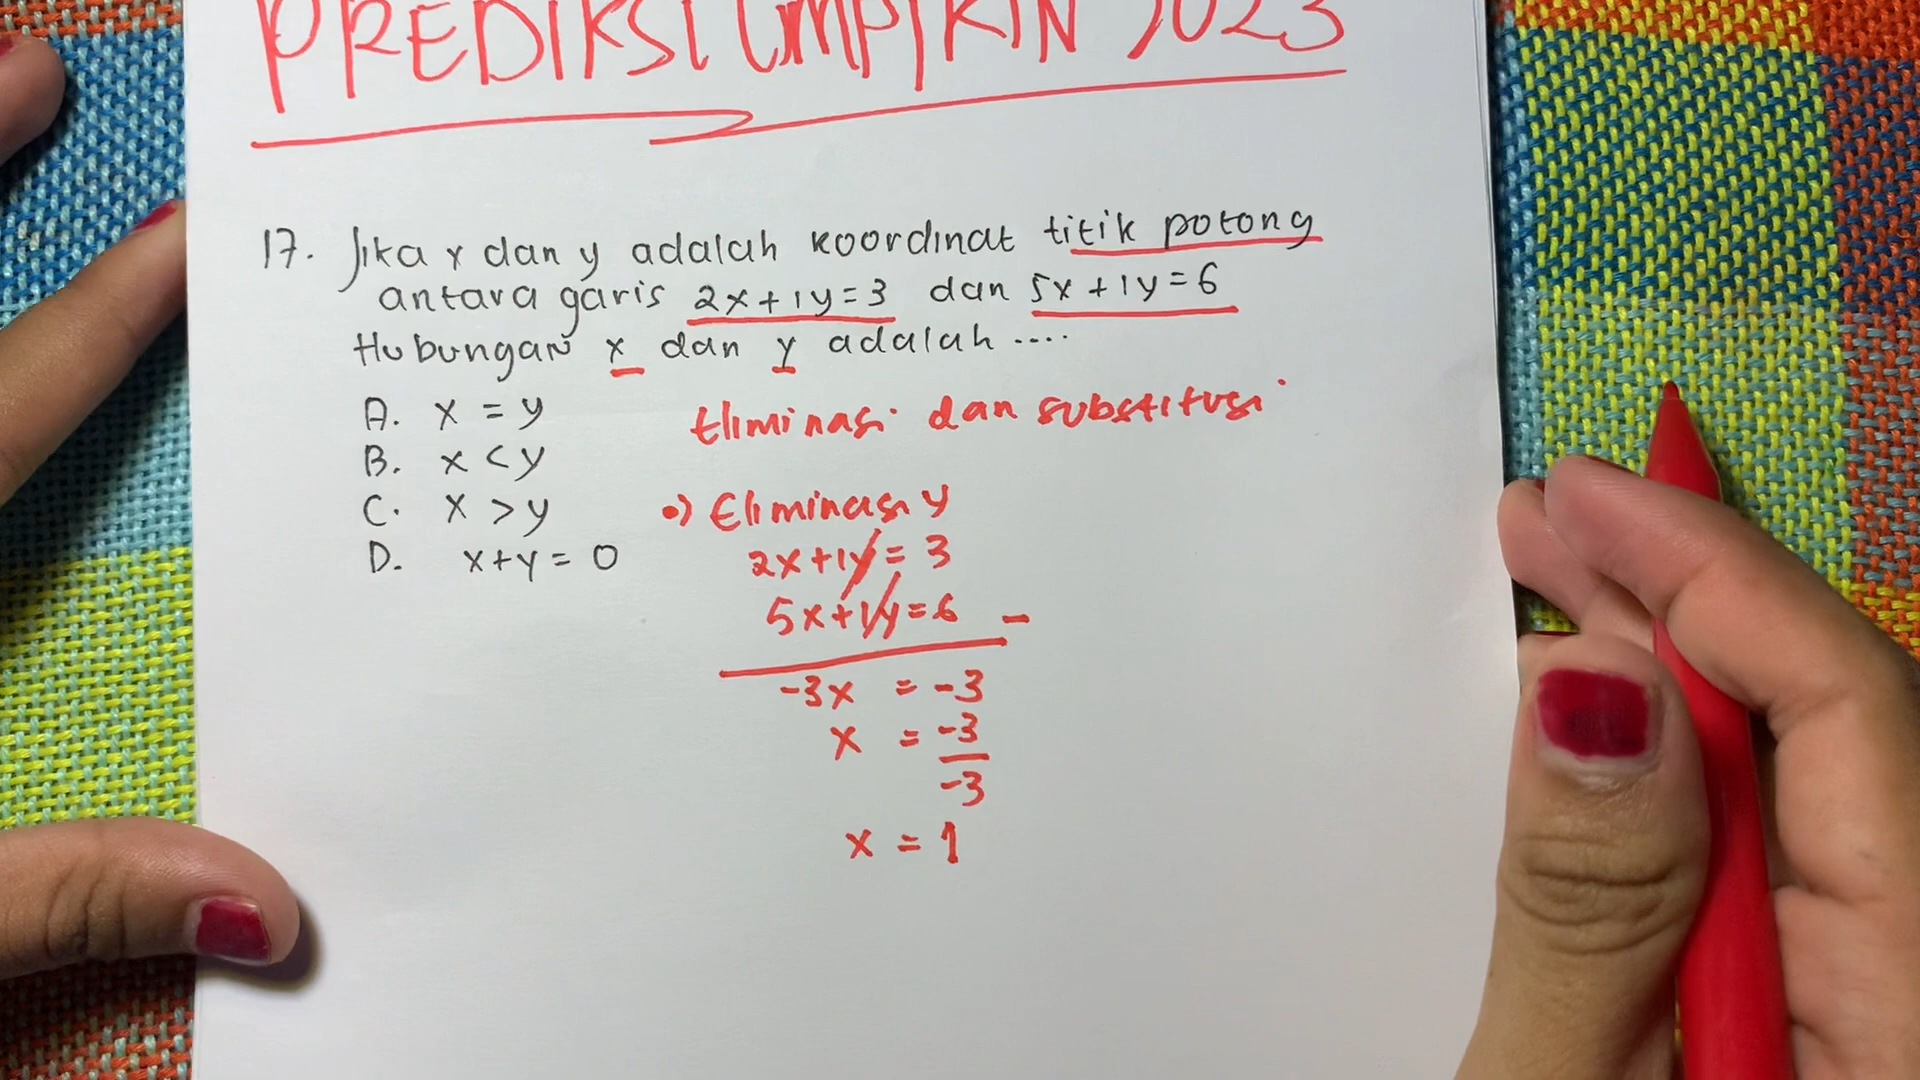 PREDIKSI UMPTKIN 2023
17. Jika x dan y adalah koordinat titik potong
antara garis 2x+1y=3 dan 5x+1y=6
Hubungan x dan y adalah ....
A. x = y
B. x < y
C. x > y
D. x+y = 0
Eliminasi dan substitusi
•) Eliminasi y
2x+1y = 3
5x+1y=6 -
-3x = -3
x = -3
-3
x = 1